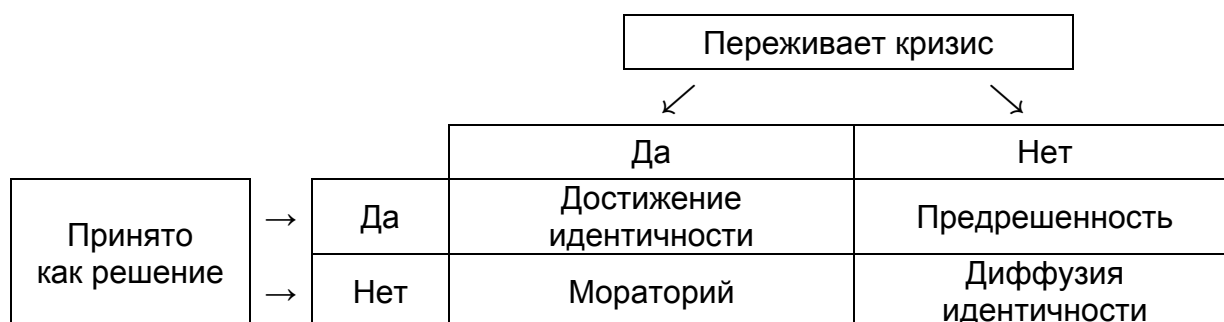 Переживает кризис
Да Нет
Принято
как решение
→ Да
Достижение
идентичности
Предрешенность
→ Нет
Мораторий
Диффузия
идентичности